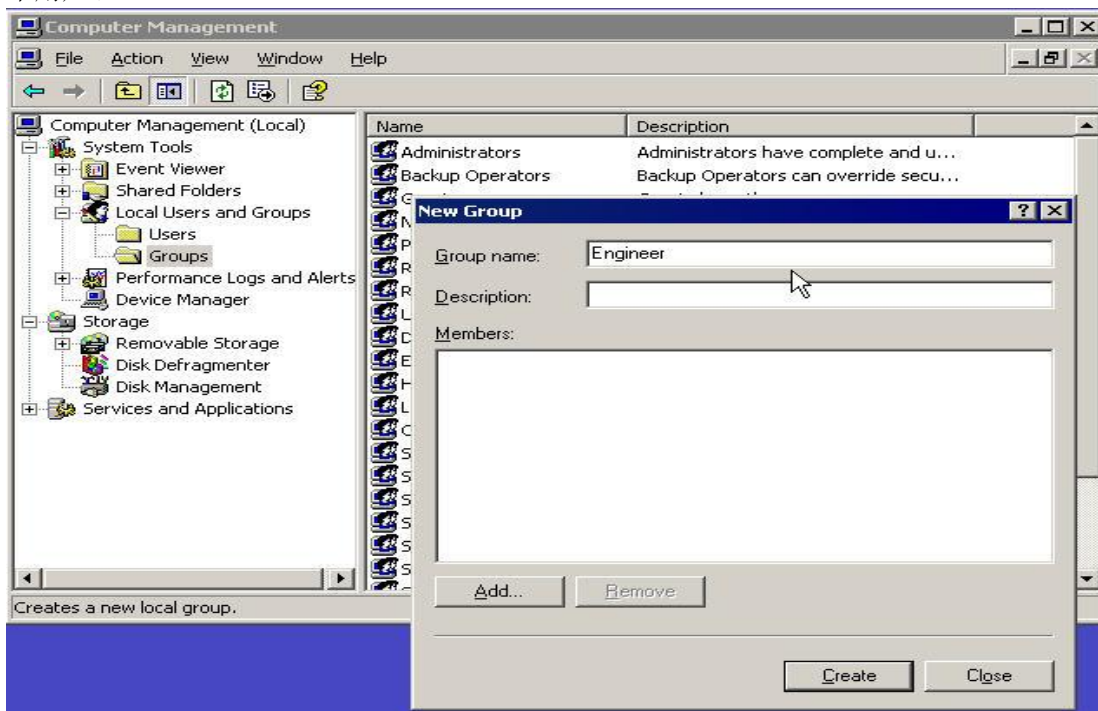 Computer Management
File Action View Window Help
Computer Management (Local)
System Tools
Event Viewer
Shared Folders
Local Users and Groups
Users
Groups
Performance Logs and Alerts
Device Manager
Storage
Removable Storage
Disk Defragmenter
Disk Management
Services and Applications
Name Description
Administrators Administrators have complete and u...
Backup Operators Backup Operators can override secu...
New Group
Group name: Engineer
Description:
Members:
Add... Remove
Create Close
Creates a new local group.